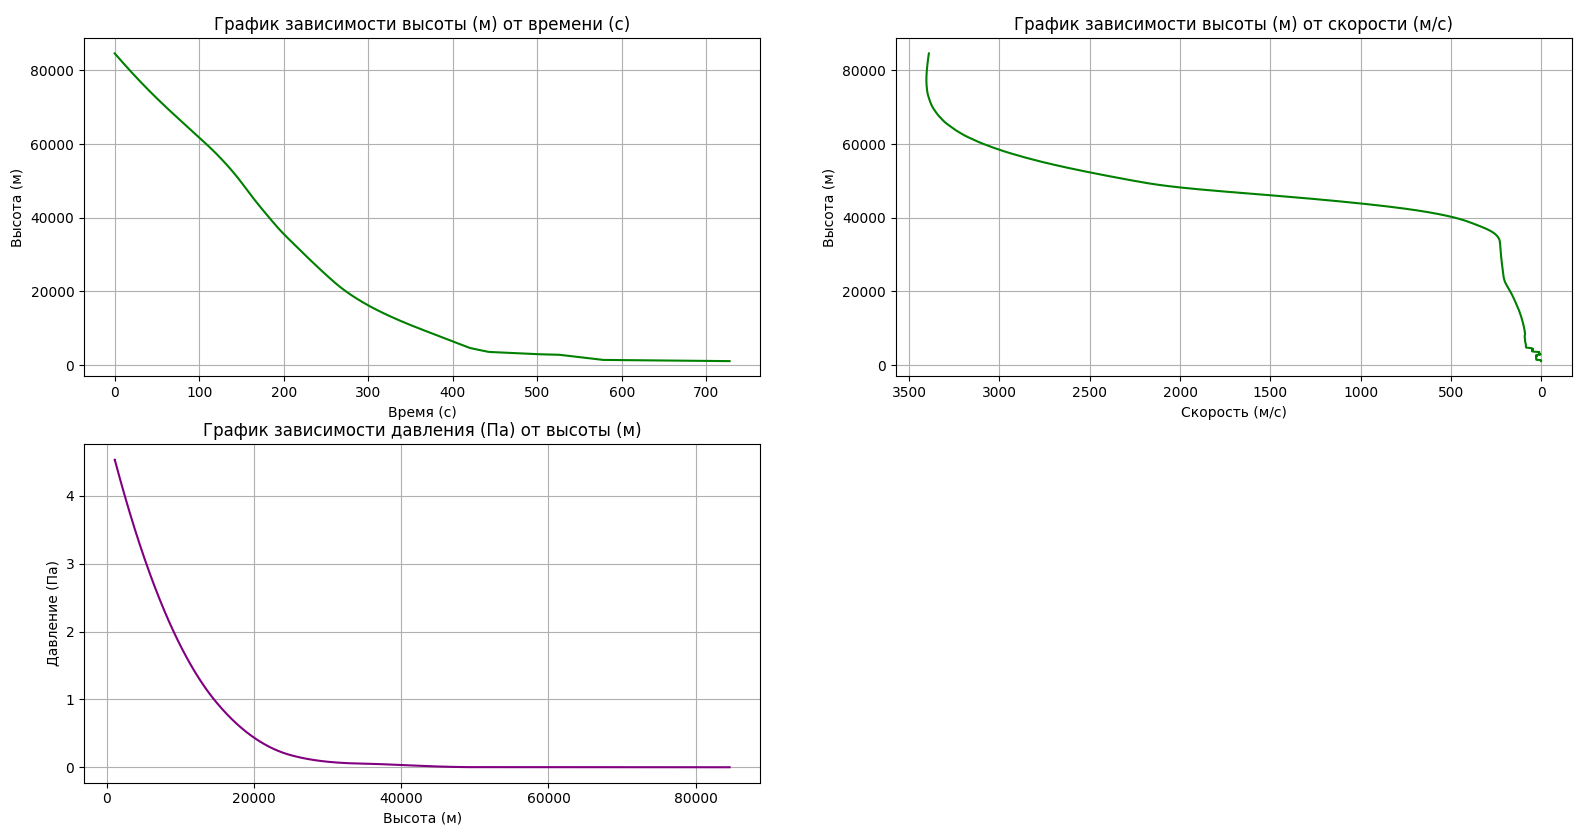 График зависимости высоты (м) от времени (с)
80000
60000
40000
20000
0
Высота (м)
0 100 200 300 400 500 600 700
Время (с)
График зависимости высоты (м) от скорости (м/с)
80000
60000
40000
20000
0
Высота (м)
3500 3000 2500 2000 1500 1000 500 0
Скорость (м/с)
График зависимости давления (Па) от высоты (м)
4
3
2
1
0
Давление (Па)
0 20000 40000 60000 80000
Высота (м)